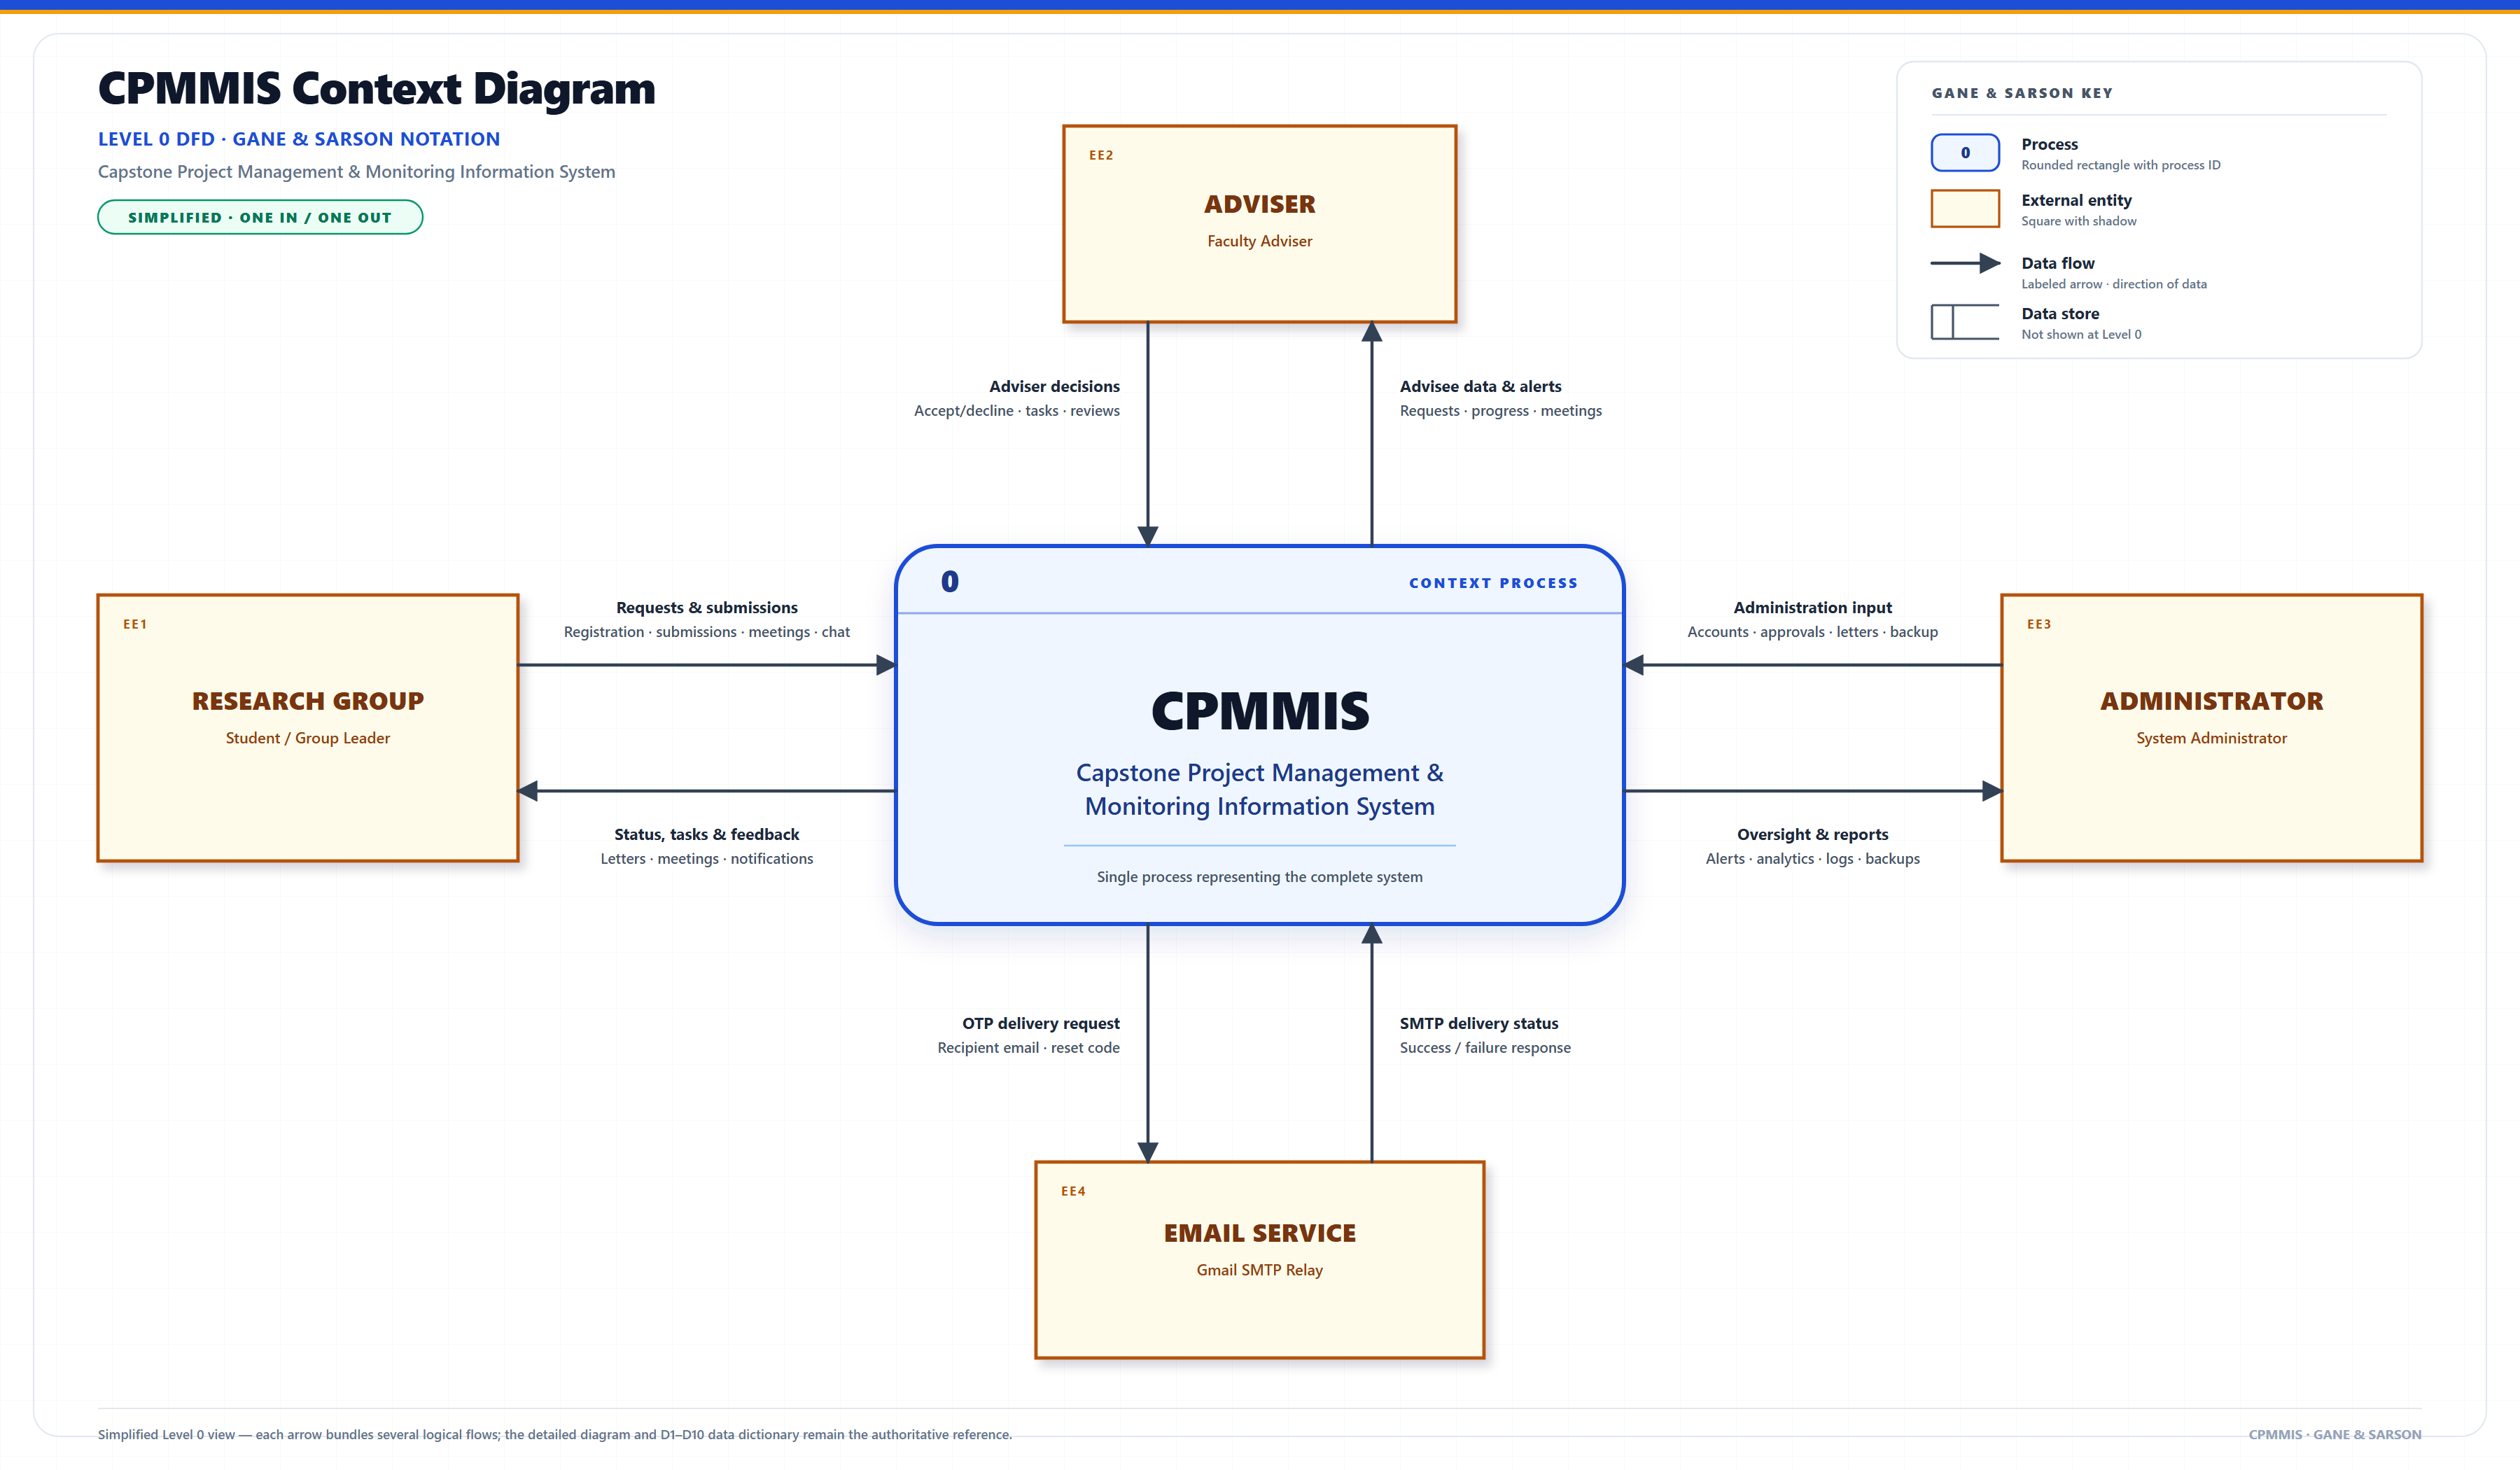 CPMMIS Context Diagram
LEVEL 0 DFD · GANE & SARSON NOTATION
Capstone Project Management & Monitoring Information System
SIMPLIFIED · ONE IN / ONE OUT
GANE & SARSON KEY
0
Process
Rounded rectangle with process ID
External entity
Square with shadow
Data flow
Labeled arrow · direction of data
Data store
Not shown at Level 0
EE2
ADVISER
Faculty Adviser
Adviser decisions
Accept/decline · tasks · reviews
Advisee data & alerts
Requests · progress · meetings
EE1
RESEARCH GROUP
Student / Group Leader
Requests & submissions
Registration · submissions · meetings · chat
Status, tasks & feedback
Letters · meetings · notifications
0
CONTEXT PROCESS
CPMMIS
Capstone Project Management &
Monitoring Information System
Single process representing the complete system
Administration input
Accounts · approvals · letters · backup
Oversight & reports
Alerts · analytics · logs · backups
EE3
ADMINISTRATOR
System Administrator
OTP delivery request
Recipient email · reset code
SMTP delivery status
Success / failure response
EE4
EMAIL SERVICE
Gmail SMTP Relay
Simplified Level 0 view — each arrow bundles several logical flows; the detailed diagram and D1–D10 data dictionary remain the authoritative reference.
CPMMIS · GANE & SARSON